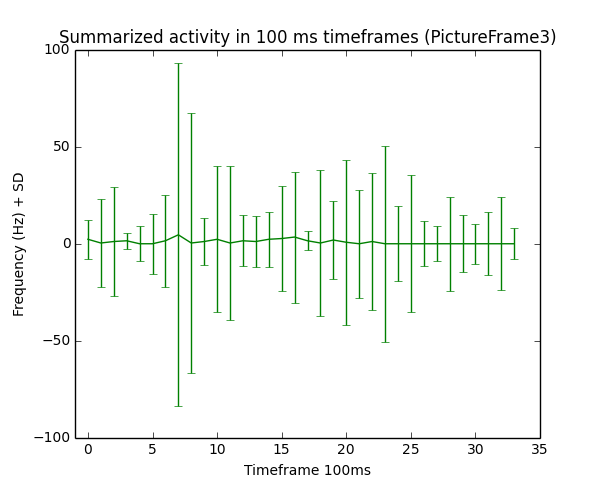 Summarized activity in 100 ms timeframes (PictureFrame3)
100
50
0
−50
−100
Frequency (Hz) + SD
0 5 10 15 20 25 30 35
Timeframe 100ms